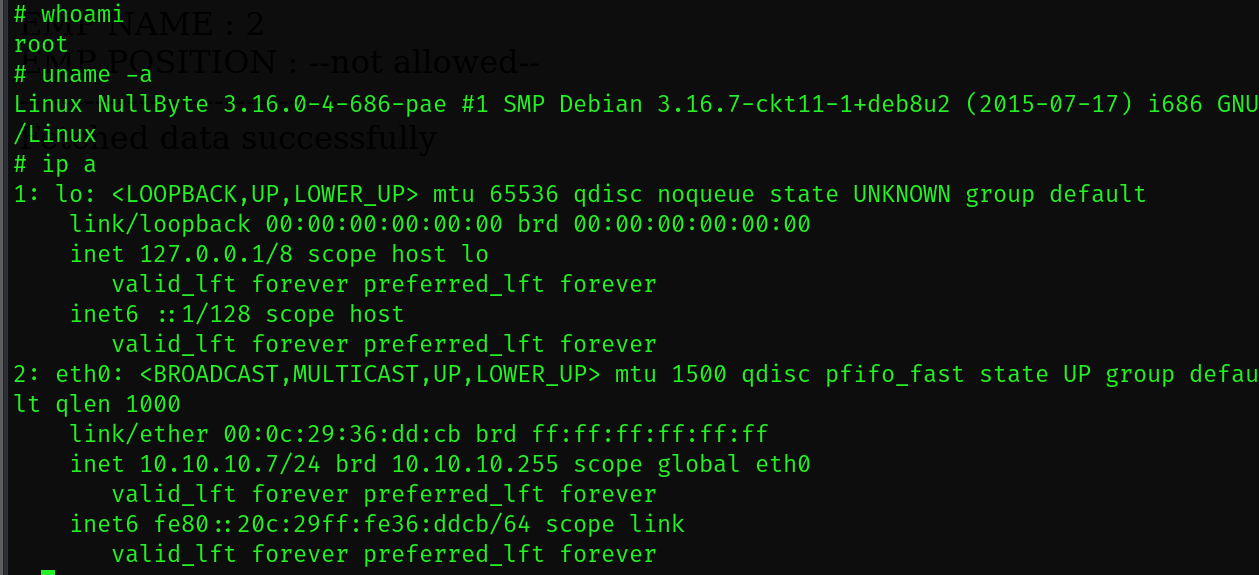 # whoami
EMP NAME : 2
root
EMP POSITION : --not allowed--
# uname -a
Linux NullByte 3.16.0-4-686-pae #1 SMP Debian 3.16.7-ckt11-1+deb8u2 (2015-07-17) i686 GNU
/Linux
Fetched data successfully
# ip a
1: lo: <LOOPBACK,UP,LOWER_UP> mtu 65536 qdisc noqueue state UNKNOWN group default
    link/loopback 00:00:00:00:00:00 brd 00:00:00:00:00:00
    inet 127.0.0.1/8 scope host lo
       valid_lft forever preferred_lft forever
    inet6 ::1/128 scope host
       valid_lft forever preferred_lft forever
2: eth0: <BROADCAST,MULTICAST,UP,LOWER_UP> mtu 1500 qdisc pfifo_fast state UP group defau
lt qlen 1000
    link/ether 00:0c:29:36:dd:cb brd ff:ff:ff:ff:ff:ff
    inet 10.10.10.7/24 brd 10.10.10.255 scope global eth0
       valid_lft forever preferred_lft forever
    inet6 fe80::20c:29ff:fe36:ddcb/64 scope link
       valid_lft forever preferred_lft forever